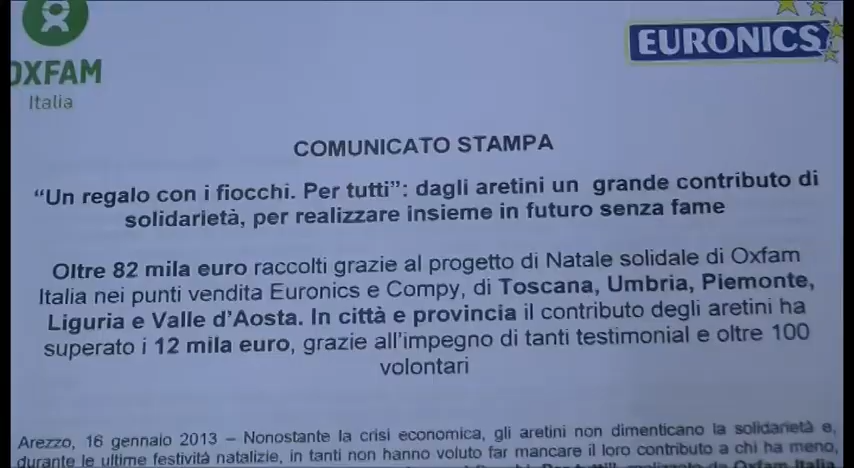 OXFAM
Italia
EURONICS
COMUNICATO STAMPA
“Un regalo con i fiocchi. Per tutti”: dagli aretini un grande contributo di
solidarietà, per realizzare insieme in futuro senza fame
Oltre 82 mila euro raccolti grazie al progetto di Natale solidale di Oxfam
Italia nei punti vendita Euronics e Compy, di Toscana, Umbria, Piemonte,
Liguria e Valle d’Aosta. In città e provincia il contributo degli aretini ha
superato i 12 mila euro, grazie all’impegno di tanti testimonial e oltre 100
volontari
Arezzo, 16 gennaio 2013 – Nonostante la crisi economica, gli aretini non dimenticano la solidarietà e,
durante le ultime festività natalizie, in tanti non hanno voluto far mancare il loro contributo a chi ha meno,